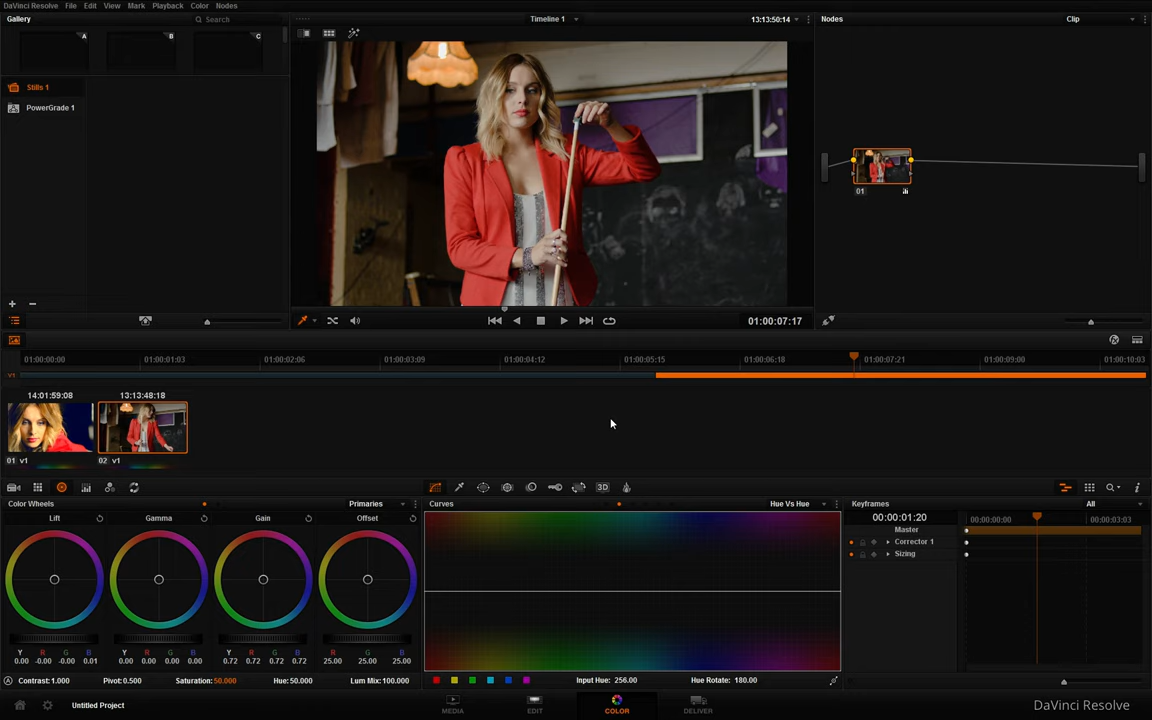 DaVinci Resolve File Edit View Mark Playback Color Nodes
Gallery Search
Timeline 1
13:13:50:14
Nodes Clip
A B C
Stills 1
PowerGrade 1
01
01:00:07:17
01:00:00:00 01:00:01:03 01:00:02:06 01:00:03:09 01:00:04:12 01:00:05:15 01:00:06:18 01:00:07:21 01:00:09:00 01:00:10:03
V1
14:01:59:08 13:13:48:18
01 v1 02 v1
3D
Color Wheels Primaries
Curves Hue Vs Hue
Keyframes All
Lift Gamma Gain Offset
00:00:01:20 00:00:00:00 00:00:03:03
Master
Corrector 1
Sizing
Y R G B Y R G B Y R G B R G B
0.00 -0.00 -0.00 0.01 0.00 0.00 0.00 0.00 0.72 0.72 0.72 0.72 25.00 25.00 25.00
A Contrast:1.000 Pivot:0.500 Saturation:50.000 Hue:50.000 Lum Mix:100.000
Input Hue: 256.00 Hue Rotate: 180.00
Untitled Project
MEDIA EDIT COLOR DELIVER
DaVinci Resolve